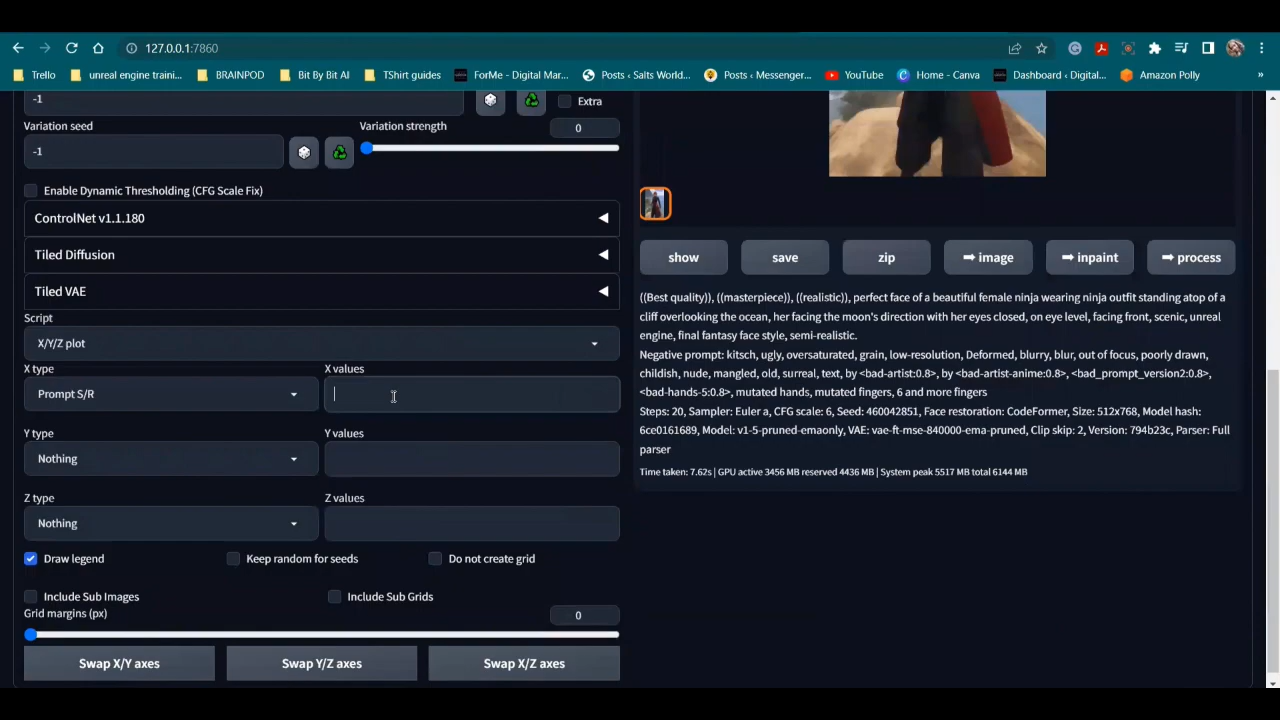 127.0.0.1:7860
Trello
unreal engine traini...
BRAINPOD
Bit By Bit AI
TShirt guides
ForMe - Digital Mar...
Posts ‹ Salts World...
Posts ‹ Messenger...
YouTube
Home - Canva
Dashboard ‹ Digital...
Amazon Polly
»
-1
Extra
Variation seed
Variation strength
0
-1
Enable Dynamic Thresholding (CFG Scale Fix)
ControlNet v1.1.180
Tiled Diffusion
Tiled VAE
Script
X/Y/Z plot
X type
X values
Prompt S/R
Y type
Y values
Nothing
Z type
Z values
Nothing
Draw legend
Keep random for seeds
Do not create grid
Include Sub Images
Include Sub Grids
Grid margins (px)
0
Swap X/Y axes
Swap Y/Z axes
Swap X/Z axes
show
save
zip
➡ image
➡ inpaint
➡ process
((Best quality)), ((masterpiece)), ((realistic)), perfect face of a beautiful female ninja wearing ninja outfit standing atop of a
cliff overlooking the ocean, her facing the moon's direction with her eyes closed, on eye level, facing front, scenic, unreal
engine, final fantasy face style, semi-realistic.
Negative prompt: kitsch, ugly, oversaturated, grain, low-resolution, Deformed, blurry, blur, out of focus, poorly drawn,
childish, nude, mangled, old, surreal, text, by <bad-artist:0.8>, by <bad-artist-anime:0.8>, <bad_prompt_version2:0.8>,
<bad-hands-5:0.8>, mutated hands, mutated fingers, 6 and more fingers
Steps: 20, Sampler: Euler a, CFG scale: 6, Seed: 460042851, Face restoration: CodeFormer, Size: 512x768, Model hash:
6ce0161689, Model: v1-5-pruned-emaonly, VAE: vae-ft-mse-840000-ema-pruned, Clip skip: 2, Version: 794b23c, Parser: Full
parser
Time taken: 7.62s | GPU active 3456 MB reserved 4436 MB | System peak 5517 MB total 6144 MB